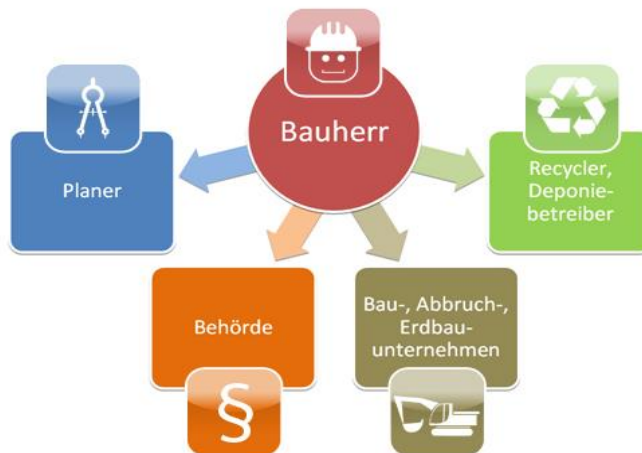 Bauherr
Planer
Recycler,
Deponie-
betreiber
Behörde
Bau-, Abbruch-,
Erdbau-
unternehmen
§